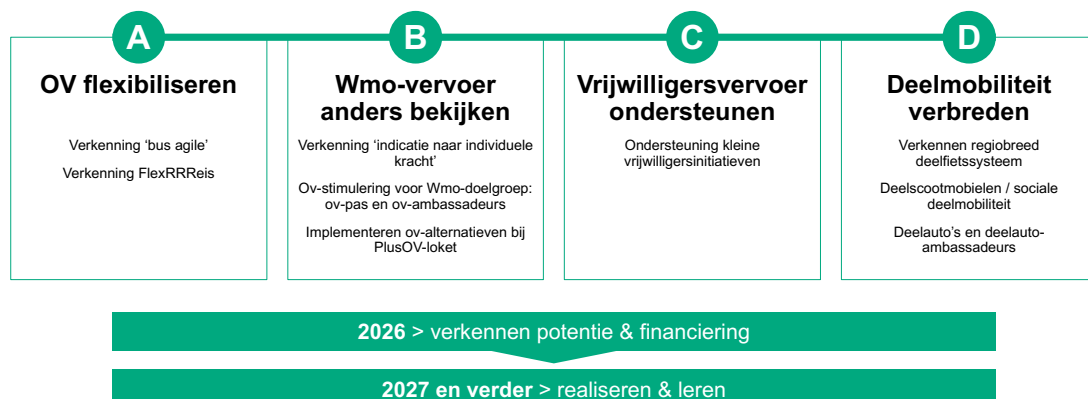 A
OV flexibiliseren
Verkenning ‘bus agile’
Verkenning FlexRRReis
B
Wmo-vervoer
anders bekijken
Verkenning ‘indicatie naar individuele
kracht’
Ov-stimulering voor Wmo-doelgroep:
ov-pas en ov-ambassadeurs
Implementeren ov-alternatieven bij
PlusOV-loket
C
Vrijwilligersvervoer
ondersteunen
Ondersteuning kleine
vrijwilligersinitiatieven
D
Deelmobiliteit
verbreden
Verkennen regiobreed
deelfietssysteem
Deelscootmobielen / sociale
deelmobiliteit
Deelauto’s en deelauto-
ambassadeurs
2026 > verkennen potentie & financiering
2027 en verder > realiseren & leren